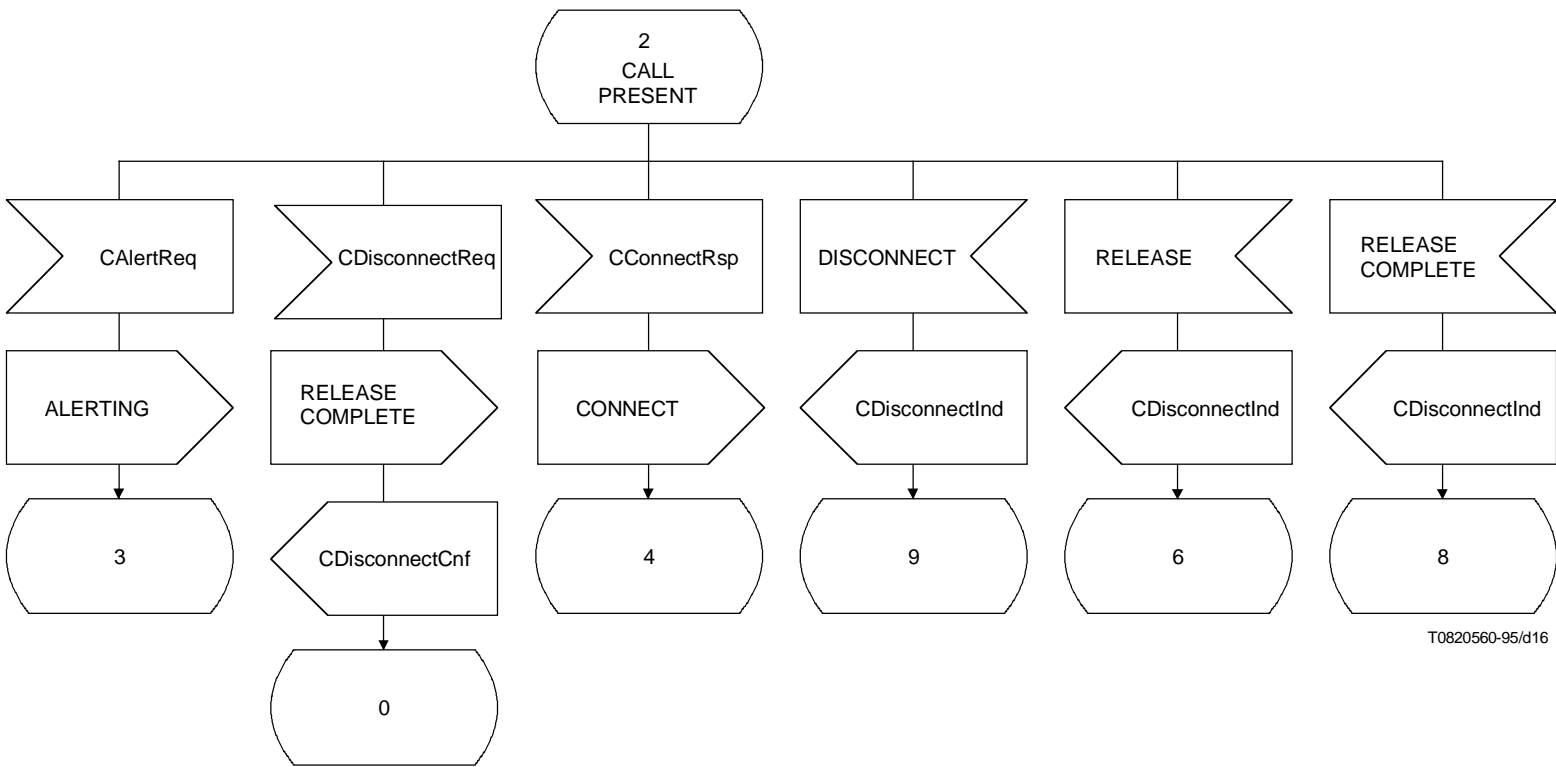 2
CALL
PRESENT
CAlertReq
CDisconnectReq
CConnectRsp
DISCONNECT
RELEASE
RELEASE
COMPLETE
ALERTING
RELEASE
COMPLETE
CONNECT
CDisconnectInd
CDisconnectInd
CDisconnectInd
3
CDisconnectCnf
4
9
6
8
T0820560-95/d16
0